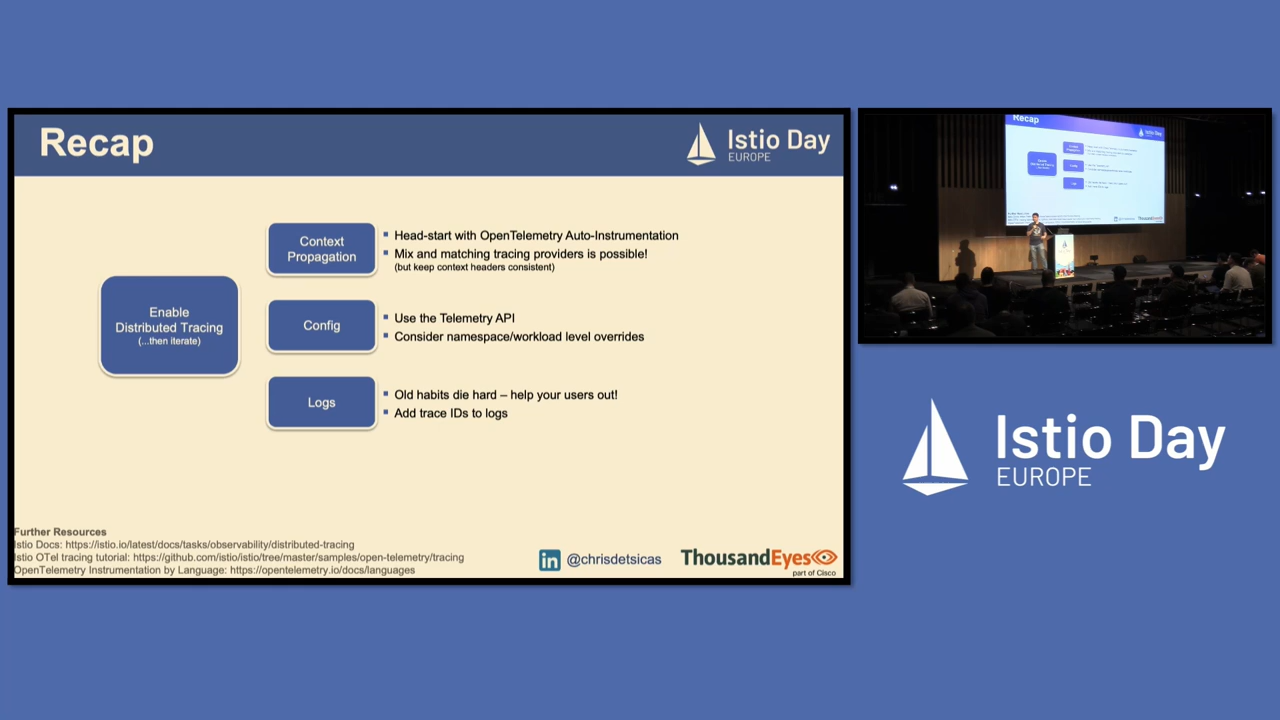 Recap
Istio Day
EUROPE
Enable
Distributed Tracing
(...then iterate)
Context
Propagation
Head-start with OpenTelemetry Auto-Instrumentation
Mix and matching tracing providers is possible!
(but keep context headers consistent)
Config
Use the Telemetry API
Consider namespace/workload level overrides
Logs
Old habits die hard – help your users out!
Add trace IDs to logs
Further Resources
Istio Docs: https://istio.io/latest/docs/tasks/observability/distributed-tracing
Istio OTel tracing tutorial: https://github.com/istio/istio/tree/master/samples/open-telemetry/tracing
OpenTelemetry Instrumentation by Language: https://opentelemetry.io/docs/languages
in @chrisdetsicas
ThousandEyes
part of Cisco
Recap
Istio Day
ThousandEyes
Istio Day
EUROPE